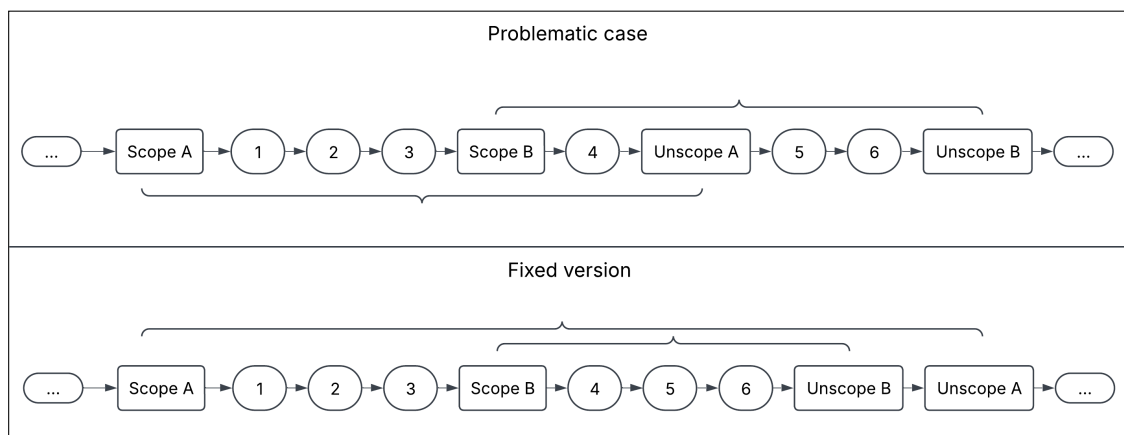 Problematic case
... Scope A 1 2 3 Scope B 4 Unscope A 5 6 Unscope B ...
Fixed version
... Scope A 1 2 3 Scope B 4 5 6 Unscope B Unscope A ...